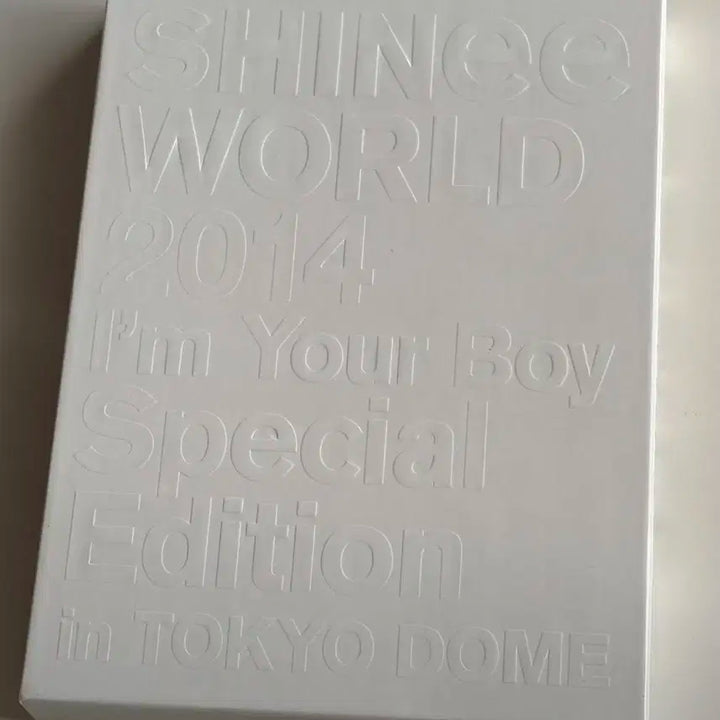 SHINee
WORLD
2014
I'm Your Boy
Special
Edition
in TOKYO DOME